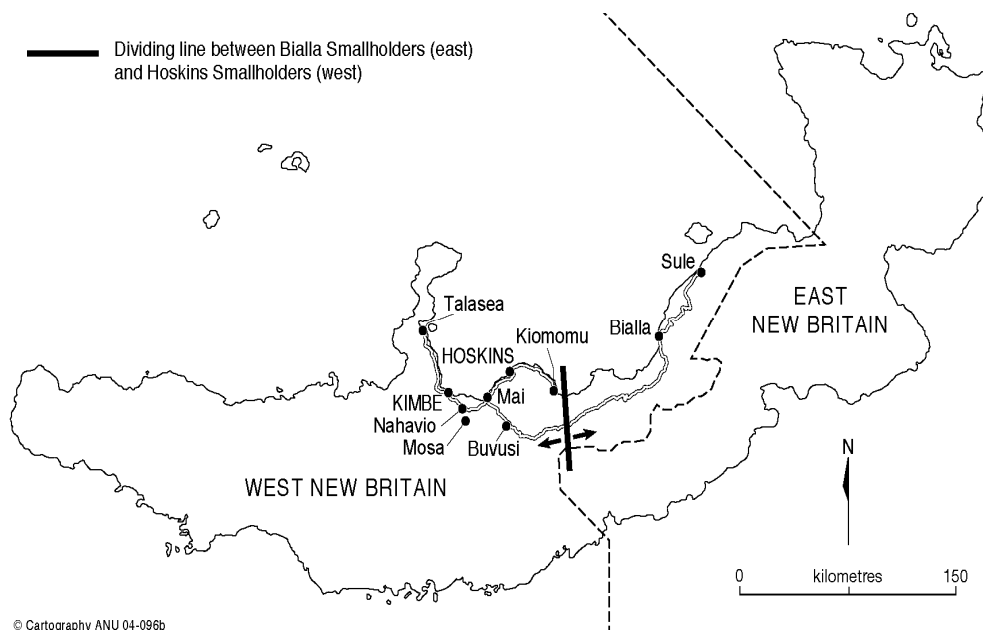 Dividing line between Bialla Smallholders (east)
and Hoskins Smallholders (west)
Sule
EAST
NEW BRITAIN
Talasea
Bialla
Kiomomu
HOSKINS
KIMBE
Mai
Nahavio
Mosa
Buvusi
WEST NEW BRITAIN
N
0 kilometres 150
© Cartography ANU 04-096b